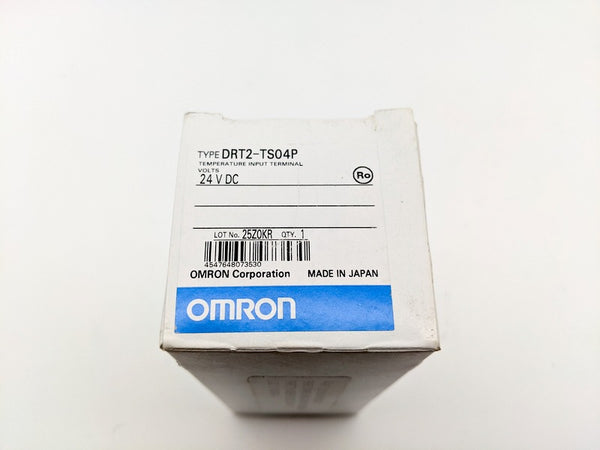 TYPE DRT2-TS04P
TEMPERATURE INPUT TERMINAL
VOLTS
24 V DC
Ro
LOT No. 25Z0KR QTY. 1
4547648073530
OMRON Corporation MADE IN JAPAN
OMRON